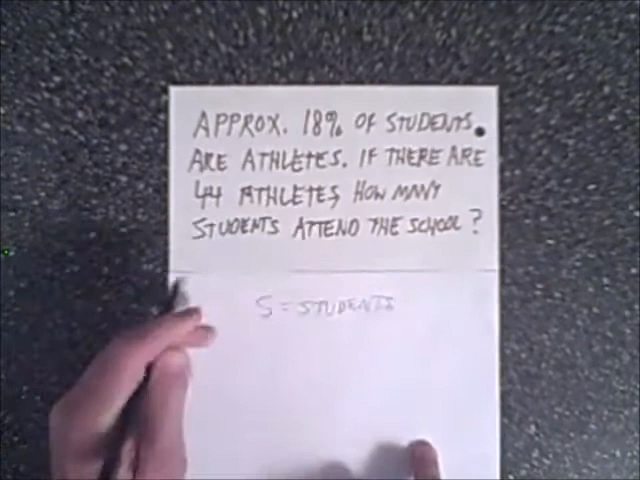 APPROX. 18% OF STUDENTS.
ARE ATHLETES. IF THERE ARE
44 ATHLETES, HOW MANY
STUDENTS ATTEND THE SCHOOL?
S = STUDENTS